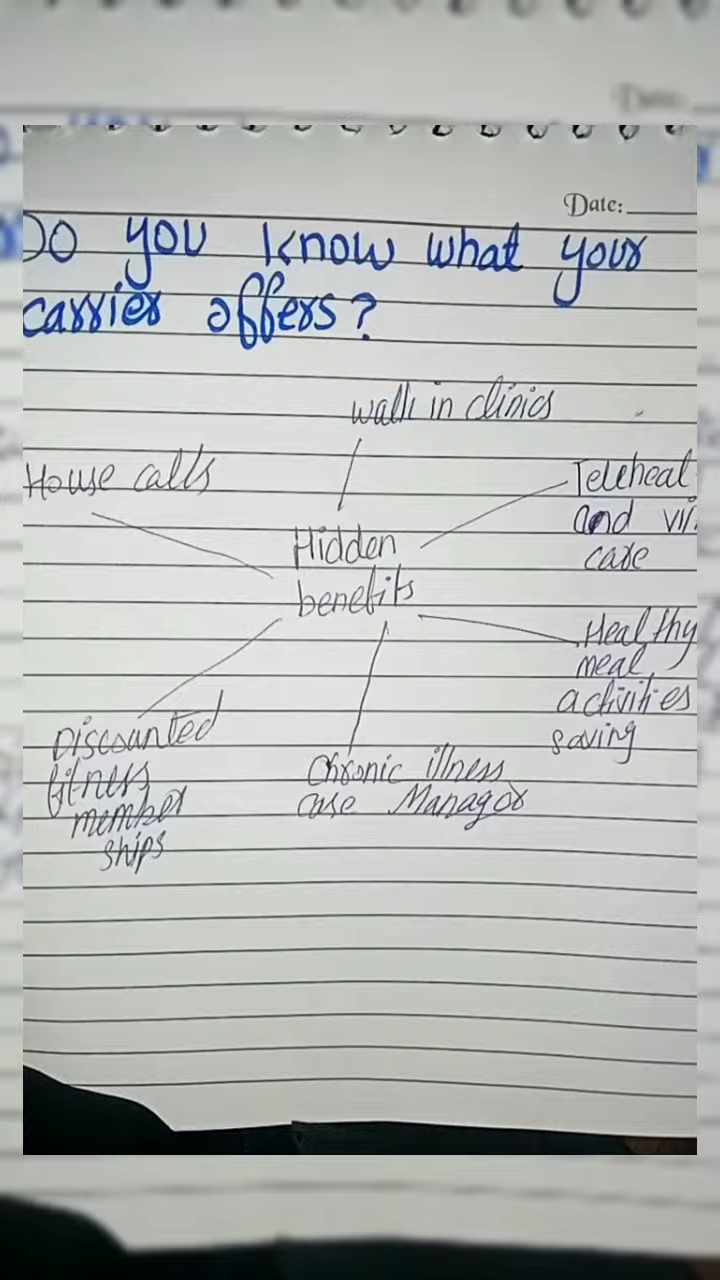 Date:
Do you know what your
carrier offers?
walk in clinics
House calls
Teleheal
and vir
care
Hidden
benefits
Healthy
meal,
activities
saving
Discounted
fitness
member
ships
Chronic illness
case Manager